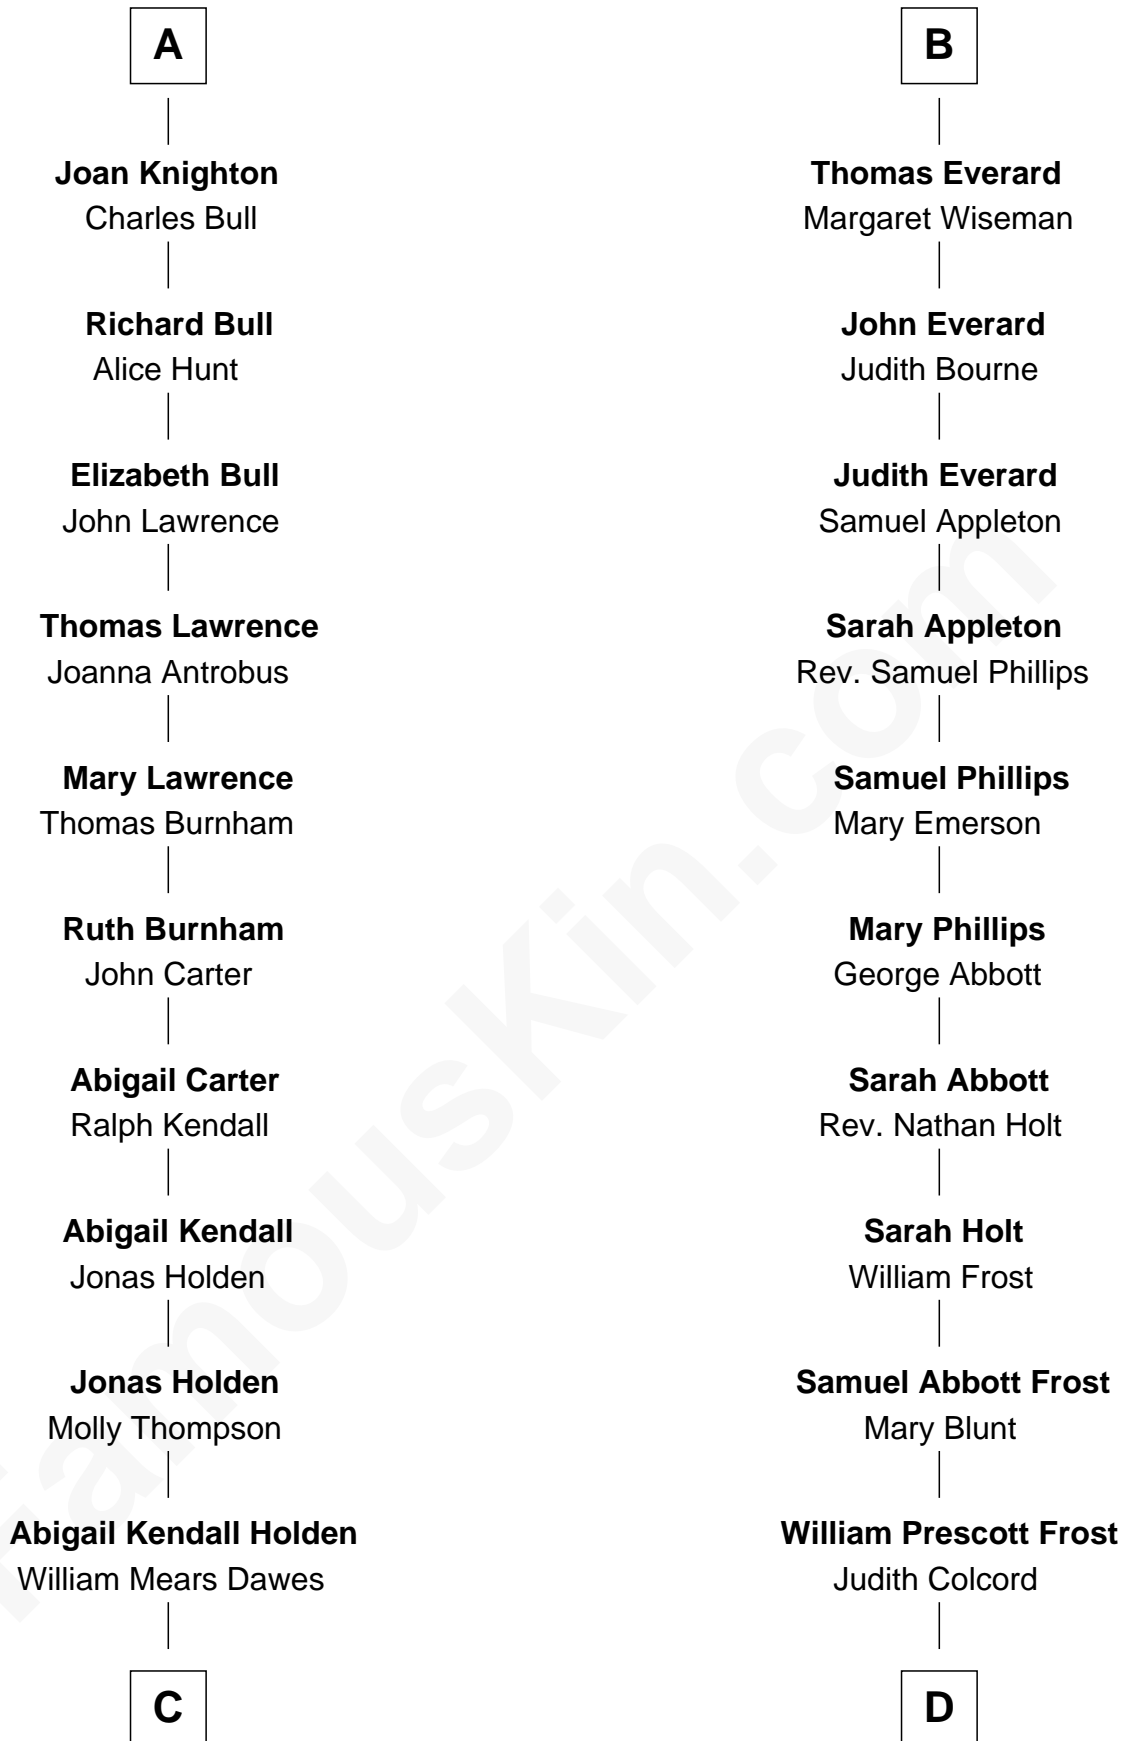 A
Joan Knighton
Charles Bull
Richard Bull
Alice Hunt
Elizabeth Bull
John Lawrence
Thomas Lawrence
Joanna Antrobus
Mary Lawrence
Thomas Burnham
Ruth Burnham
John Carter
Abigail Carter
Ralph Kendall
Abigail Kendall
Jonas Holden
Jonas Holden
Molly Thompson
Abigail Kendall Holden
William Mears Dawes
C
B
Thomas Everard
Margaret Wiseman
John Everard
Judith Bourne
Judith Everard
Samuel Appleton
Sarah Appleton
Rev. Samuel Phillips
Samuel Phillips
Mary Emerson
Mary Phillips
George Abbott
Sarah Abbott
Rev. Nathan Holt
Sarah Holt
William Frost
Samuel Abbott Frost
Mary Blunt
William Prescott Frost
Judith Colcord
D
FamousKin.com